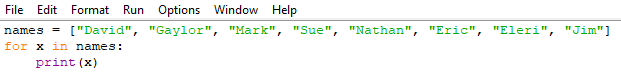 File Edit Format Run Options Window Help
names = ["David", "Gaylor", "Mark", "Sue", "Nathan", "Eric", "Eleri", "Jim"]
for x in names:
    print(x)